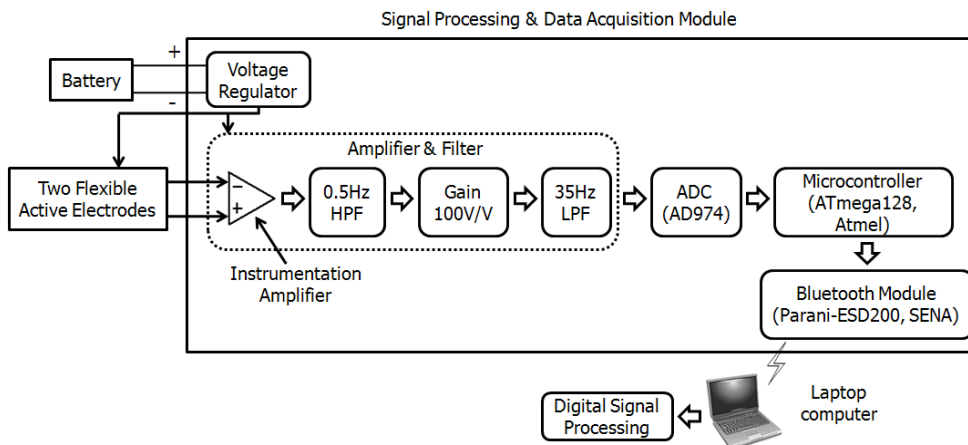 Signal Processing & Data Acquisition Module
+
Battery
-
Voltage
Regulator
Amplifier & Filter
Two Flexible
Active Electrodes
−
+
0.5Hz
HPF
Gain
100V/V
35Hz
LPF
ADC
(AD974)
Microcontroller
(ATmega128,
Atmel)
Instrumentation
Amplifier
Bluetooth Module
(Parani-ESD200, SENA)
Digital Signal
Processing
Laptop
computer